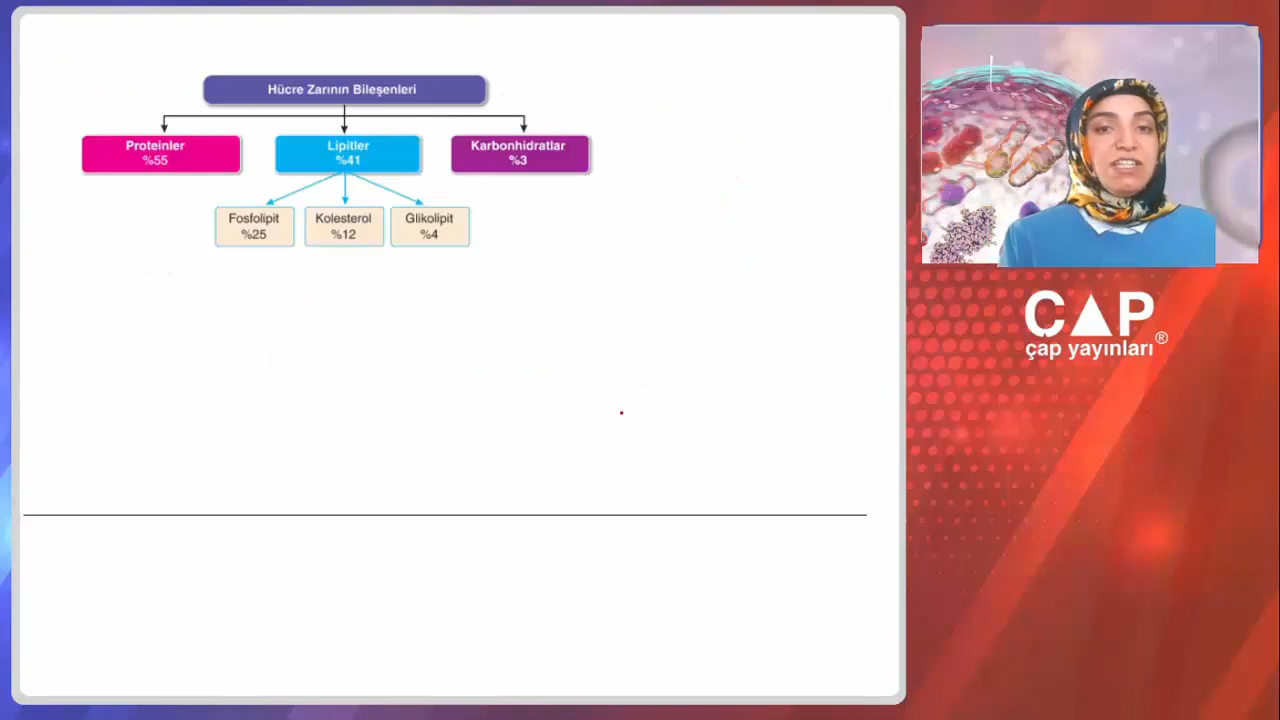 Hücre Zarının Bileşenleri
Proteinler
%55
Lipitler
%41
Karbonhidratlar
%3
Fosfolipit
%25
Kolesterol
%12
Glikolipit
%4
ÇAP
çap yayınları®